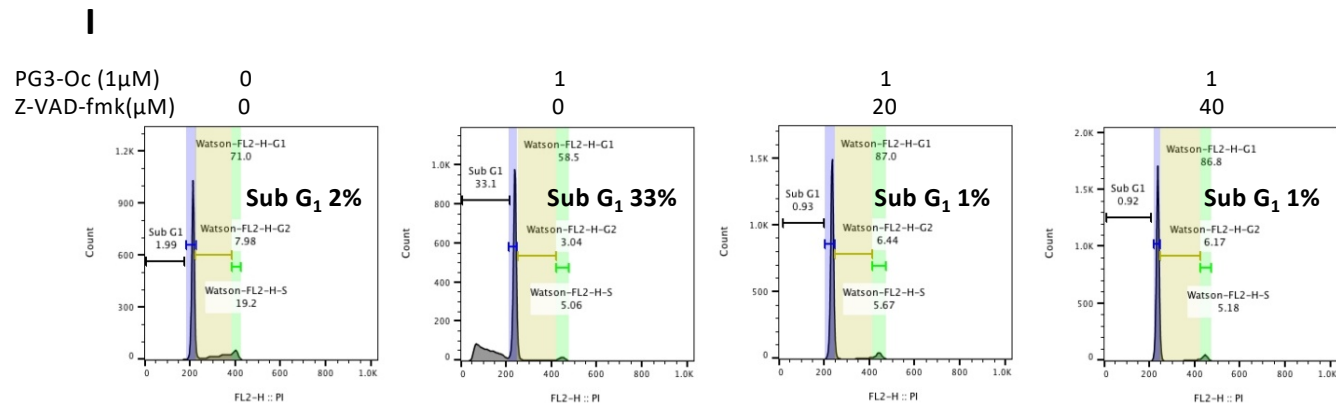 I
PG3-Oc (1µM) 0 1 1 1
Z-VAD-fmk(µM) 0 0 20 40
Watson-FL2-H-G1
71.0
Sub G1 2%
Sub G1
1.99
Watson-FL2-H-G2
7.98
Watson-FL2-H-S
19.2
Count
1.2K
900
600
300
0
0 200 400 600 800 1.0K
FL2-H :: PI
Watson-FL2-H-G1
58.5
Sub G1
33.1
Sub G1 33%
Watson-FL2-H-G2
3.04
Watson-FL2-H-S
5.06
Count
1.0K
800
600
400
200
0
0 200 400 600 800 1.0K
FL2-H :: PI
Watson-FL2-H-G1
87.0
Sub G1
0.93
Sub G1 1%
Watson-FL2-H-G2
6.44
Watson-FL2-H-S
5.67
Count
1.5K
1.0K
500
0
0 200 400 600 800 1.0K
FL2-H :: PI
Watson-FL2-H-G1
86.8
Sub G1
0.92
Sub G1 1%
Watson-FL2-H-G2
6.17
Watson-FL2-H-S
5.18
Count
2.0K
1.5K
1.0K
500
0
0 200 400 600 800 1.0K
FL2-H :: PI